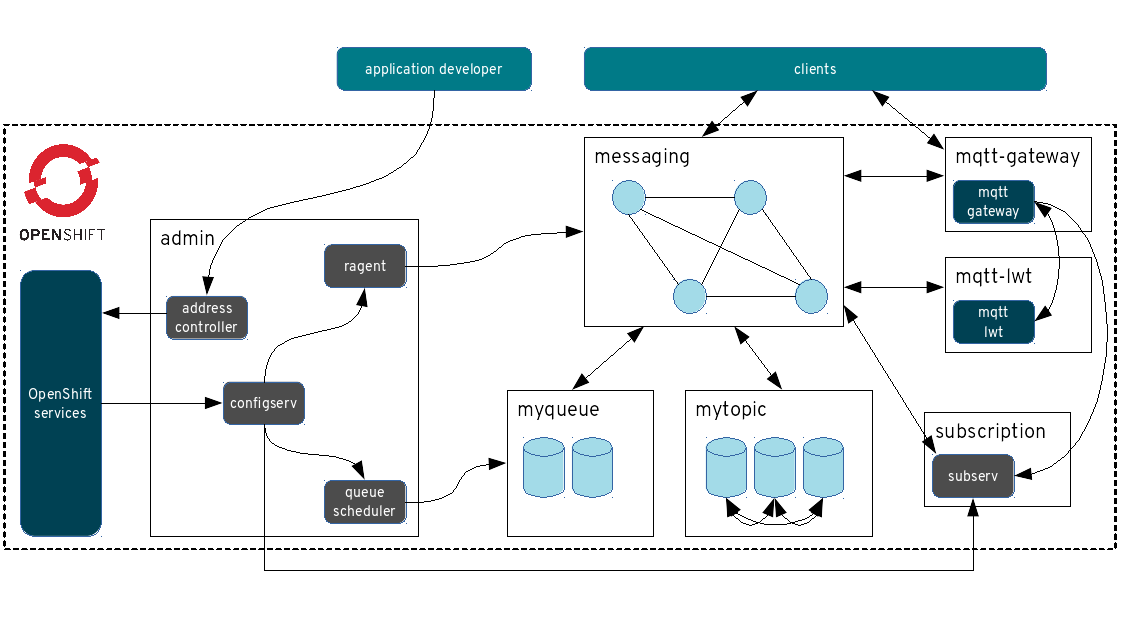 application developer
clients
OPENSHIFT
messaging
mqtt-gateway
mqtt
gateway
admin
ragent
address
controller
mqtt-lwt
mqtt
lwt
OpenShift
services
configserv
myqueue
mytopic
subscription
subserv
queue
scheduler